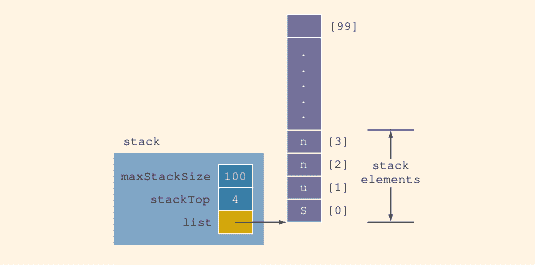 [99]
.
.
.
.
.
n [3]
stack
n [2]
stack
elements
maxStackSize 100
u [1]
stackTop 4
S [0]
list